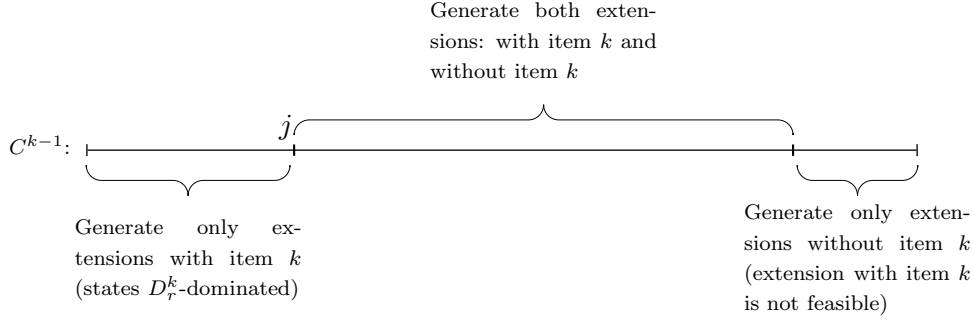 Generate both exten-
sions: with item k and
without item k
j
C^{k−1}:
Generate only ex-
tensions with item k
(states D_r^k-dominated)
Generate only exten-
sions without item k
(extension with item k
is not feasible)